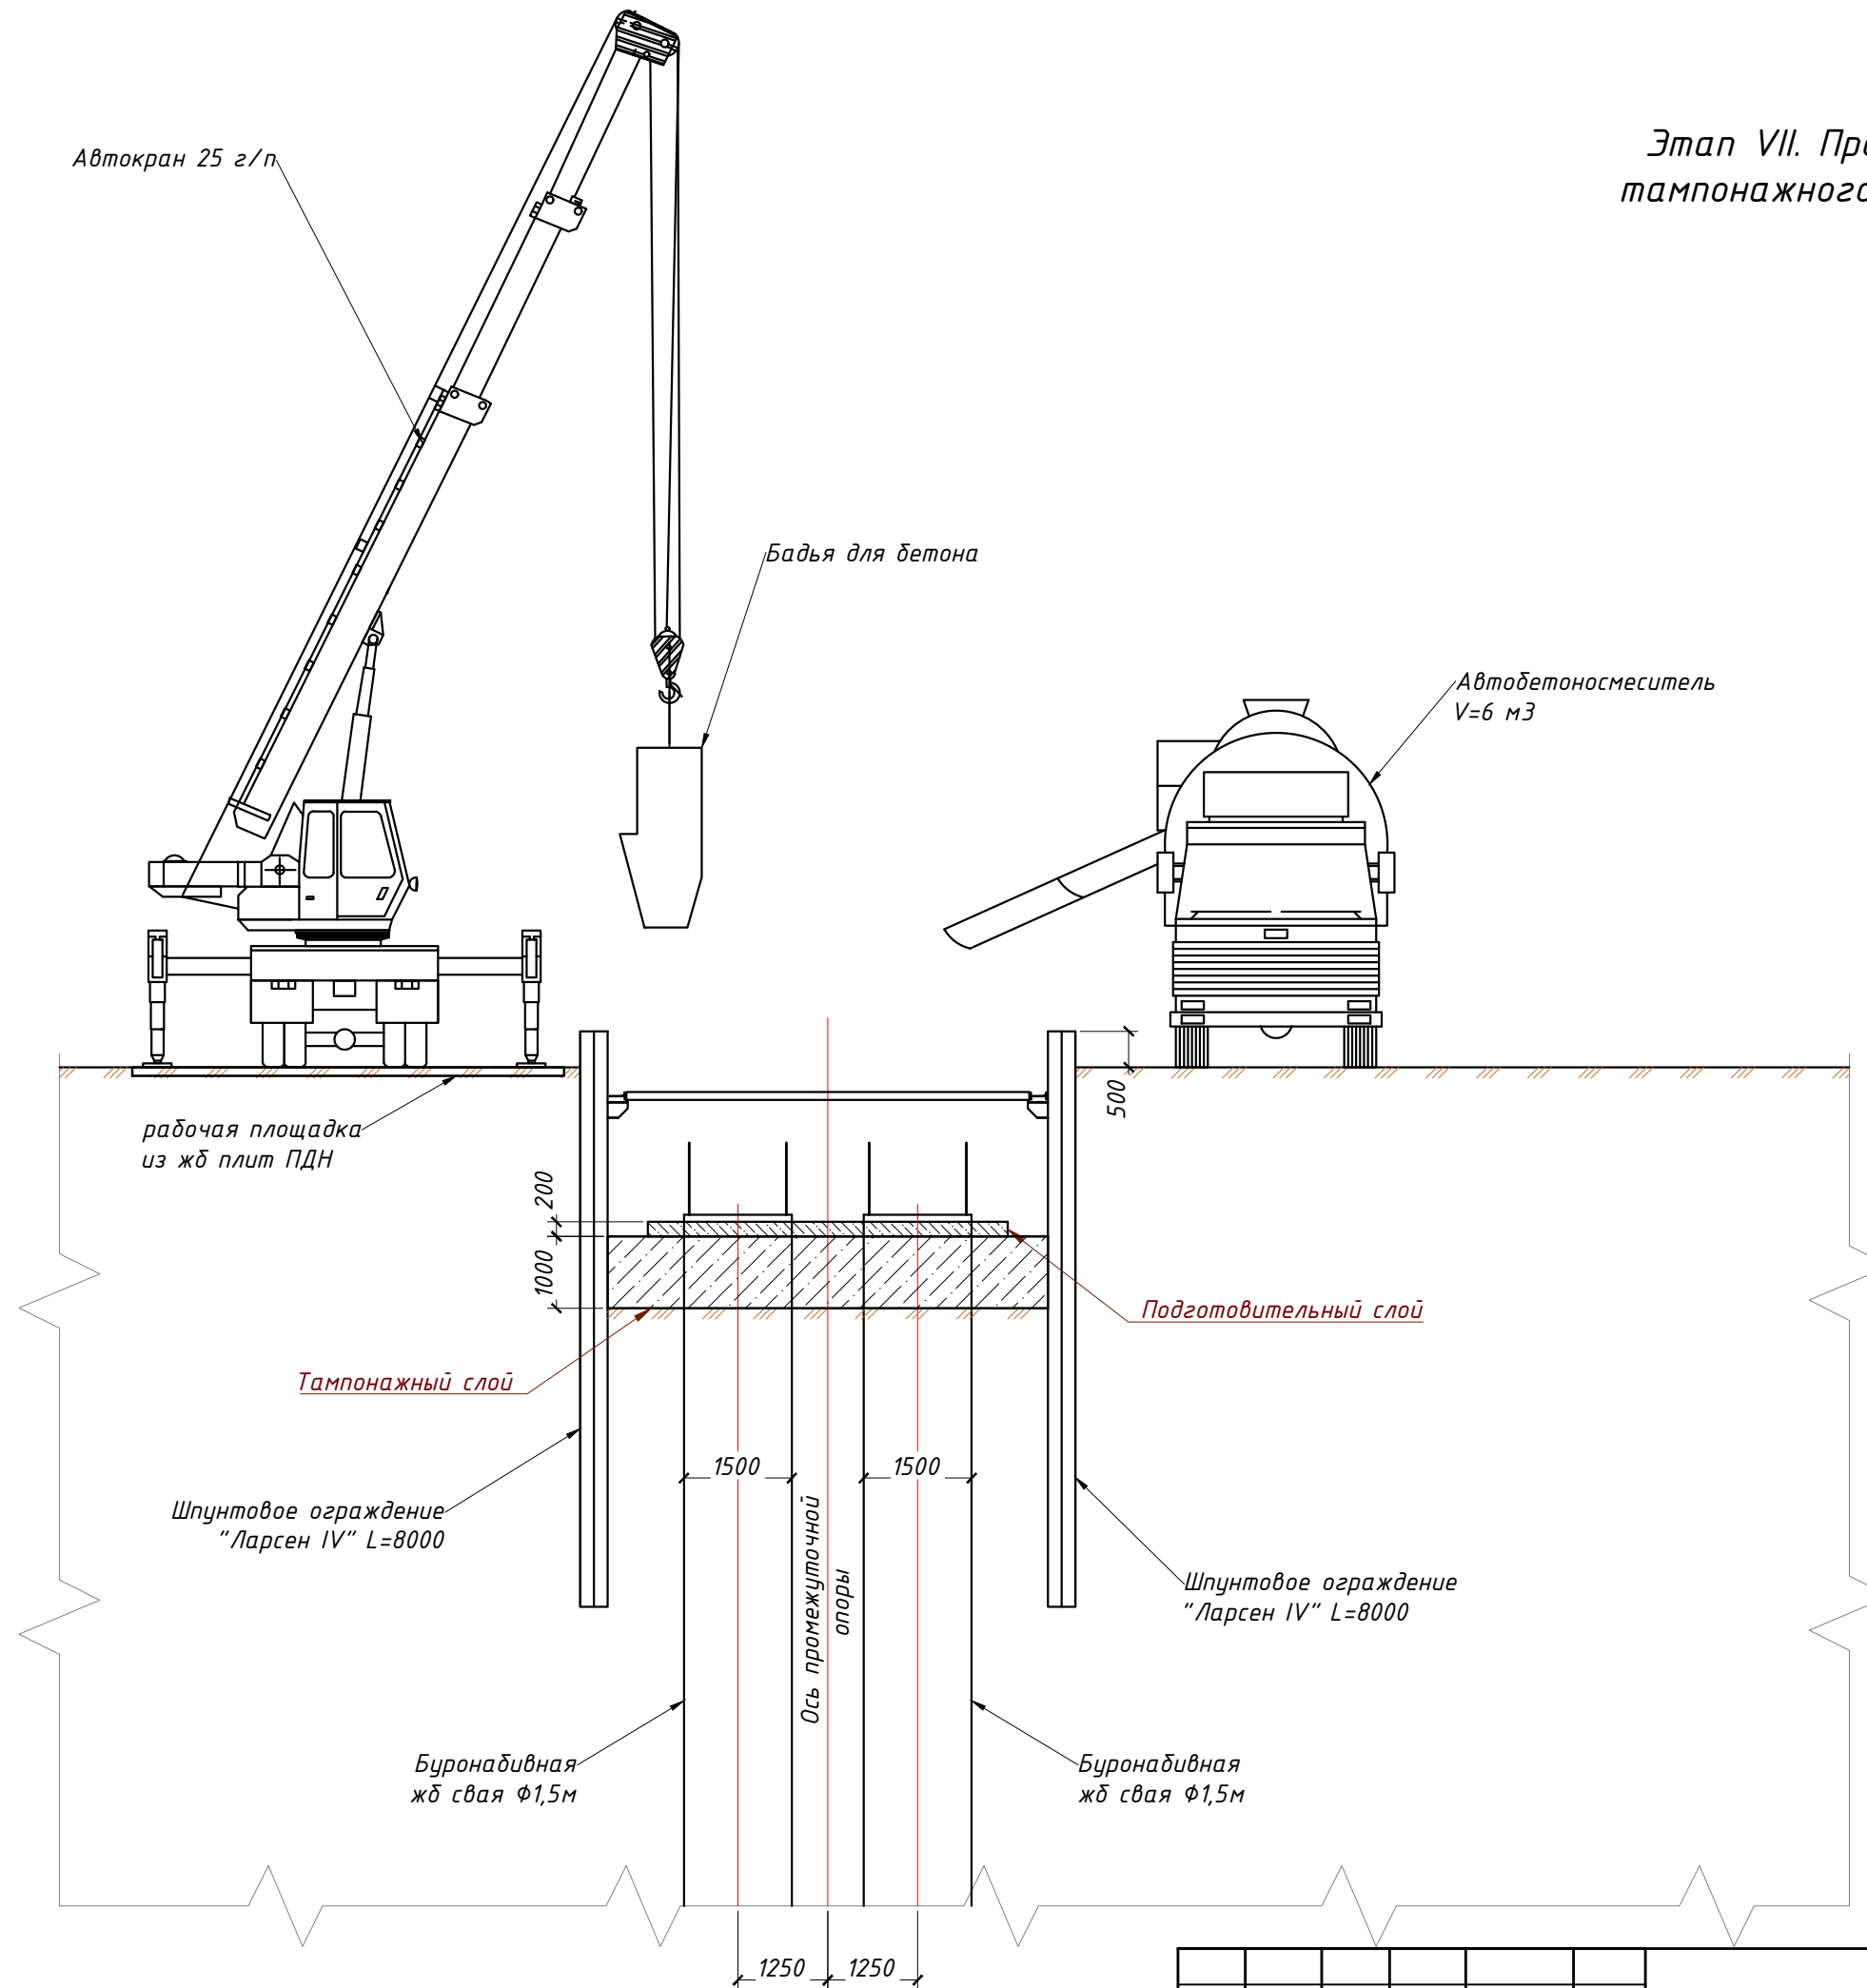 Этап VII.
тампонажного
Автокран 25 г/п
Бадья для бетона
Автобетоносмеситель
V=6 м3
500
рабочая площадка
из жб плит ПДН
200
1000
Подготовительный слой
Тампонажный слой
1500
1500
Шпунтовое ограждение
"Ларсен IV" L=8000
Ось промежуточной
опоры
Шпунтовое ограждение
"Ларсен IV" L=8000
Буронабивная
жб свая Ф1,5м
Буронабивная
жб свая Ф1,5м
1250
1250